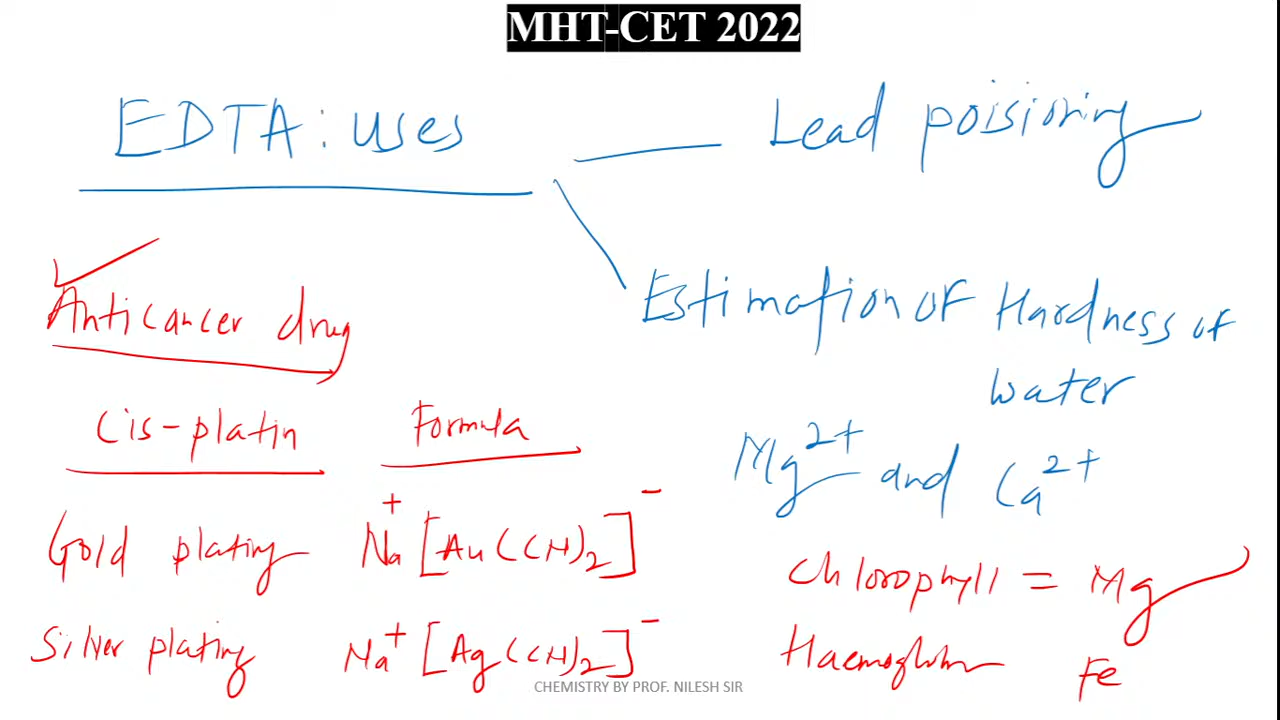 MHT-CET 2022
EDTA: uses
Lead poisioning
Estimation of Hardness of
water
Mg2+ and Ca2+
Anticancer drug
Cis-platin Formula
Gold plating Na+ [Au(CN)2]-
Silver plating Na+ [Ag(CN)2]-
Chlorophyll = Mg
Haemoglobin Fe
CHEMISTRY BY PROF. NILESH SIR